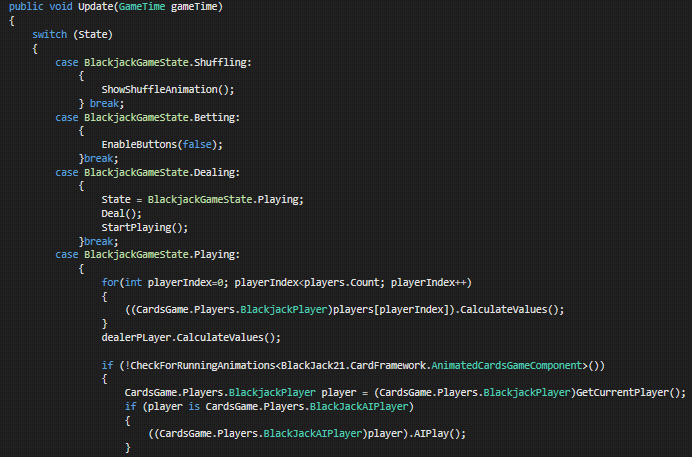 public void Update(GameTime gameTime)
{
switch (State)
{
case BlackjackGameState.Shuffling:
{
ShowShuffleAnimation();
} break;
case BlackjackGameState.Betting:
{
EnableButtons(false);
}break;
case BlackjackGameState.Dealing:
{
State = BlackjackGameState.Playing;
Deal();
StartPlaying();
}break;
case BlackjackGameState.Playing:
{
for(int playerIndex=0; playerIndex<players.Count; playerIndex++)
{
((CardsGame.Players.BlackjackPlayer)players[playerIndex]).CalculateValues();
}
dealerPLayer.CalculateValues();
if (!CheckForRunningAnimations<BlackJack21.CardFramework.AnimatedCardsGameComponent>())
{
CardsGame.Players.BlackjackPlayer player = (CardsGame.Players.BlackjackPlayer)GetCurrentPlayer();
if (player is CardsGame.Players.BlackJackAIPlayer)
{
((CardsGame.Players.BlackJackAIPlayer)player).AIPlay();
}